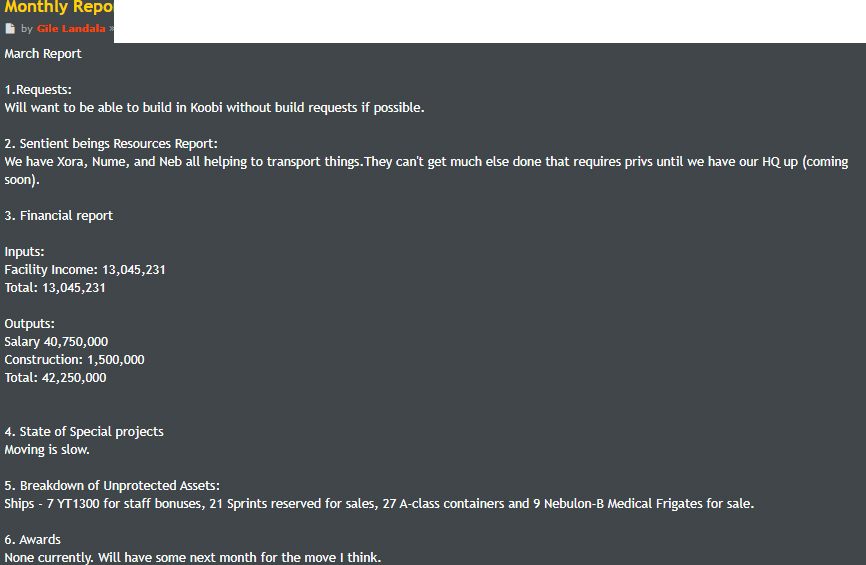 Monthly Repo
by Gile Landala »
March Report
1.Requests:
Will want to be able to build in Koobi without build requests if possible.
2. Sentient beings Resources Report:
We have Xora, Nume, and Neb all helping to transport things.They can't get much else done that requires privs until we have our HQ up (coming
soon).
3. Financial report
Inputs:
Facility Income: 13,045,231
Total: 13,045,231
Outputs:
Salary 40,750,000
Construction: 1,500,000
Total: 42,250,000
4. State of Special projects
Moving is slow.
5. Breakdown of Unprotected Assets:
Ships - 7 YT1300 for staff bonuses, 21 Sprints reserved for sales, 27 A-class containers and 9 Nebulon-B Medical Frigates for sale.
6. Awards
None currently. Will have some next month for the move I think.